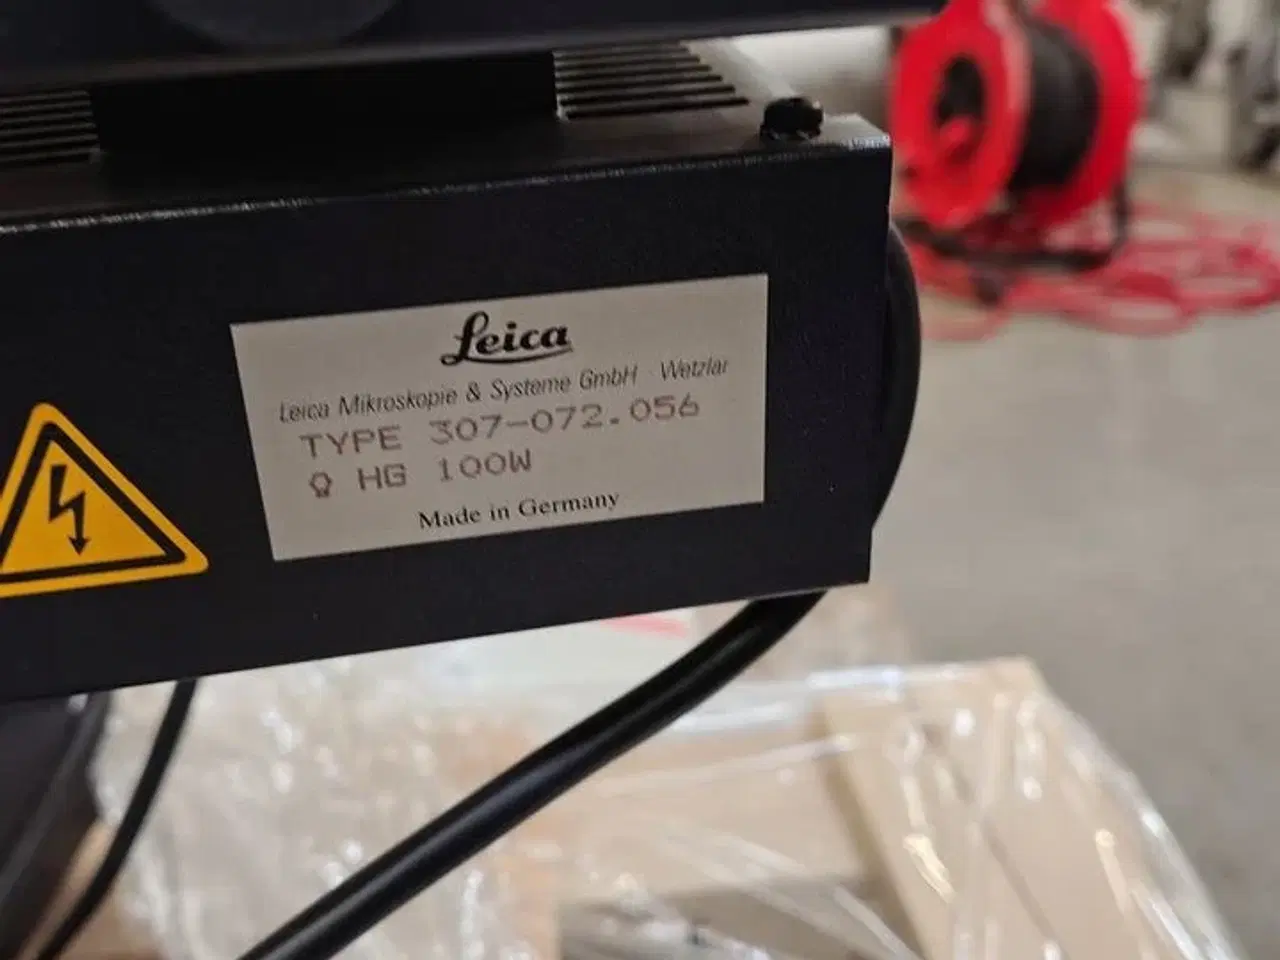 Leica
Leica Mikroskopie & Systeme GmbH · Wetzlar
TYPE 307-072.056
HG 100W
Made in Germany